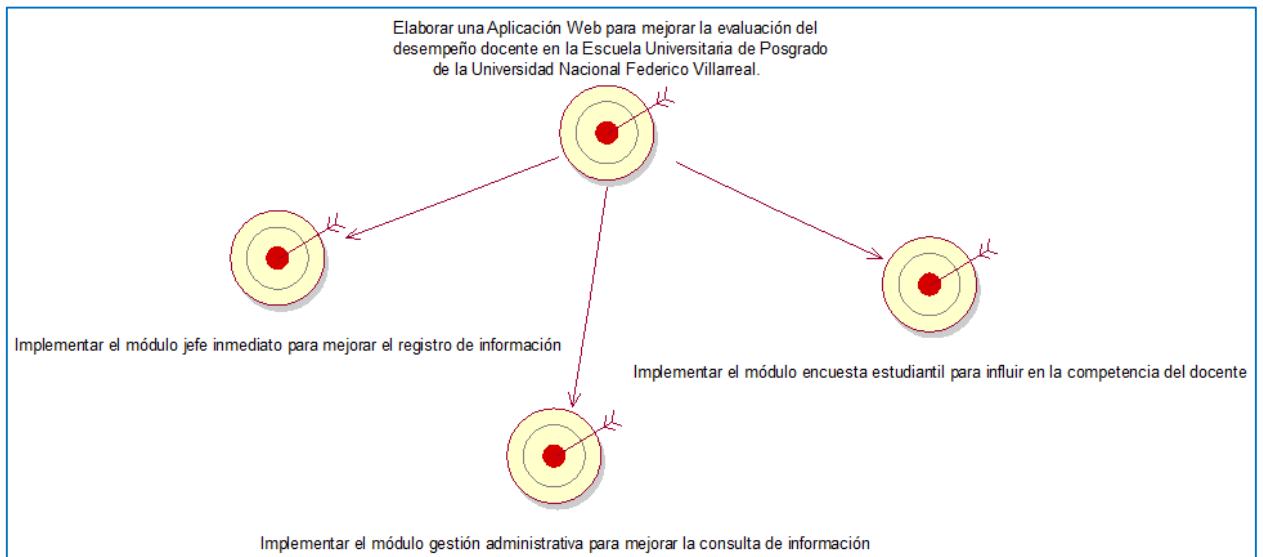 Elaborar una Aplicación Web para mejorar la evaluación del
desempeño docente en la Escuela Universitaria de Posgrado
de la Universidad Nacional Federico Villarreal.
Implementar el módulo jefe inmediato para mejorar el registro de información
Implementar el módulo encuesta estudiantil para influir en la competencia del docente
Implementar el módulo gestión administrativa para mejorar la consulta de información